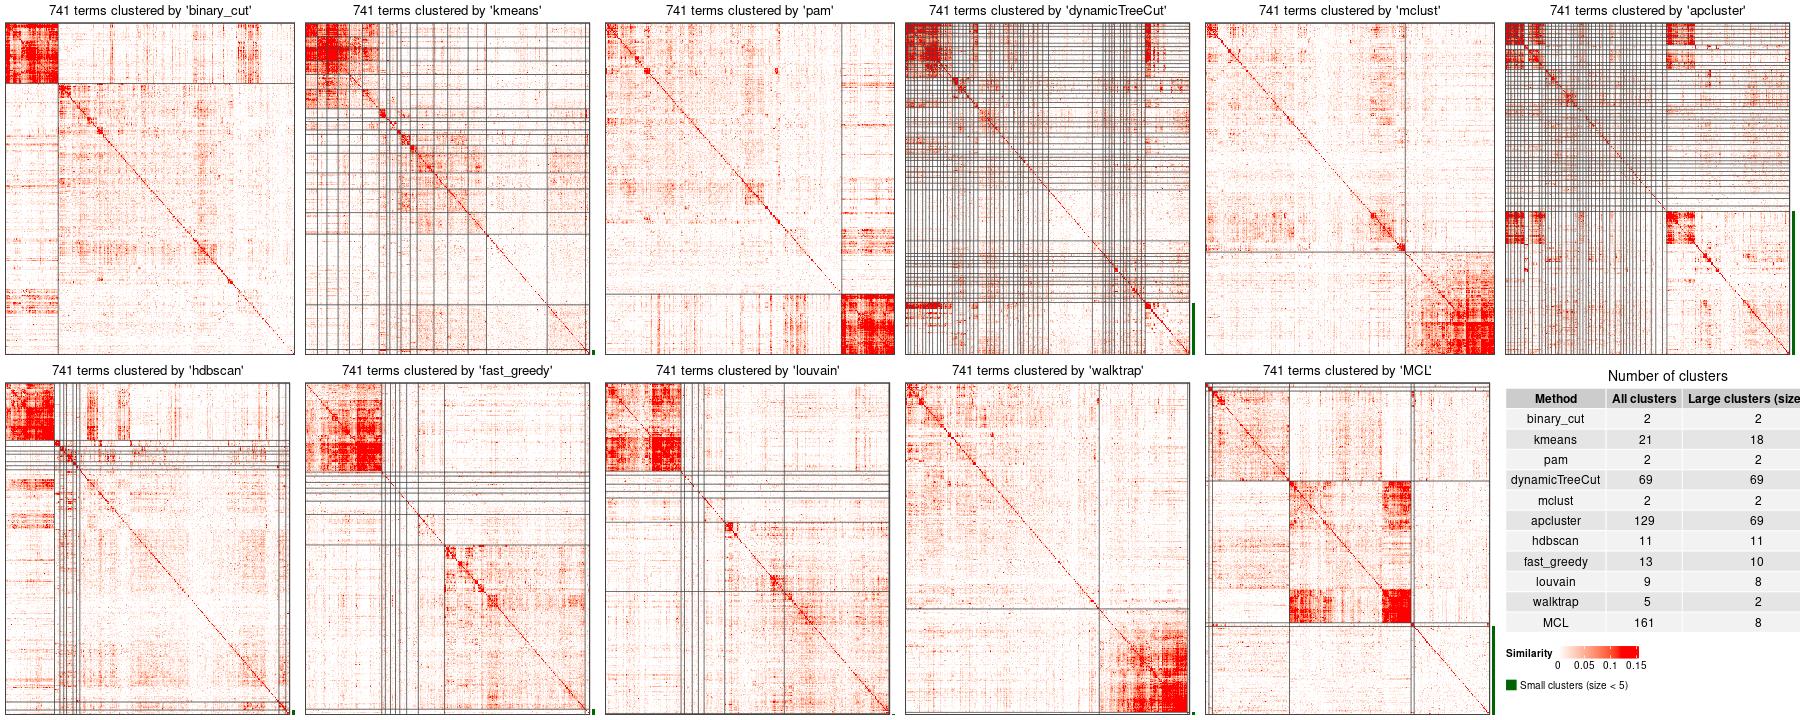 741 terms clustered by 'binary_cut'
741 terms clustered by 'kmeans'
741 terms clustered by 'pam'
741 terms clustered by 'dynamicTreeCut'
741 terms clustered by 'mclust'
741 terms clustered by 'apcluster'
741 terms clustered by 'hdbscan'
741 terms clustered by 'fast_greedy'
741 terms clustered by 'louvain'
741 terms clustered by 'walktrap'
741 terms clustered by 'MCL'
Number of clusters
Method All clusters Large clusters (size
binary_cut 2 2
kmeans 21 18
pam 2 2
dynamicTreeCut 69 69
mclust 2 2
apcluster 129 69
hdbscan 11 11
fast_greedy 13 10
louvain 9 8
walktrap 5 2
MCL 161 8
Similarity
0 0.05 0.1 0.15
Small clusters (size < 5)